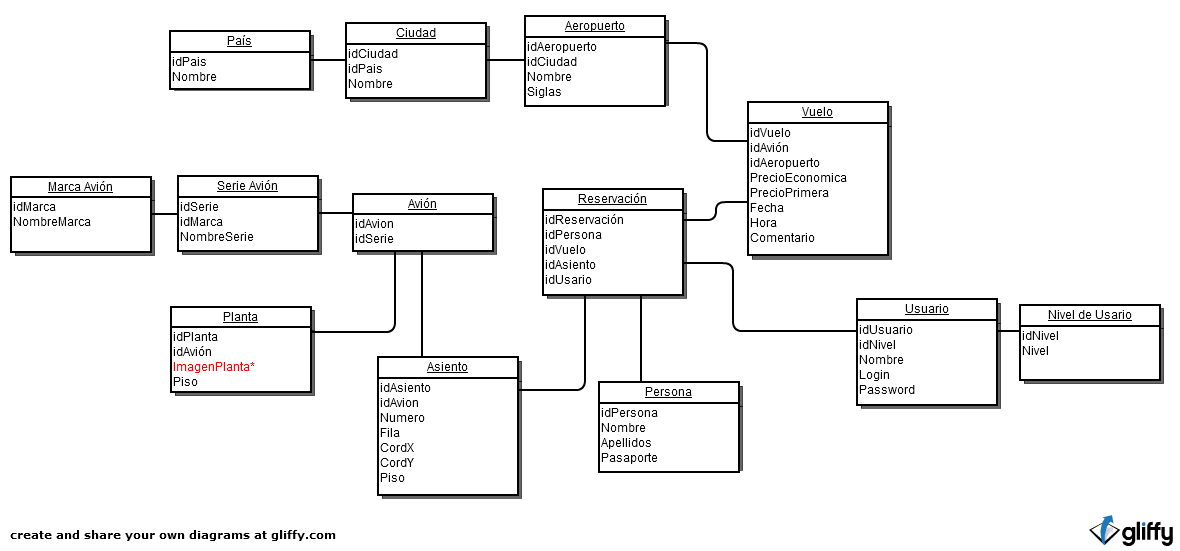 País
idPais
Nombre
Ciudad
idCiudad
idPais
Nombre
Aeropuerto
idAeropuerto
idCiudad
Nombre
Siglas
Vuelo
idVuelo
idAvión
idAeropuerto
PrecioEconomica
PrecioPrimera
Fecha
Hora
Comentario
Marca Avión
idMarca
NombreMarca
Serie Avión
idSerie
idMarca
NombreSerie
Avión
idAvion
idSerie
Reservación
idReservación
idPersona
idVuelo
idAsiento
idUsario
Planta
idPlanta
idAvión
ImagenPlanta*
Piso
Asiento
idAsiento
idAvion
Numero
Fila
CordX
CordY
Piso
Persona
idPersona
Nombre
Apellidos
Pasaporte
Usuario
idUsuario
idNivel
Nombre
Login
Password
Nivel de Usario
idNivel
Nivel
create and share your own diagrams at gliffy.com
gliffy